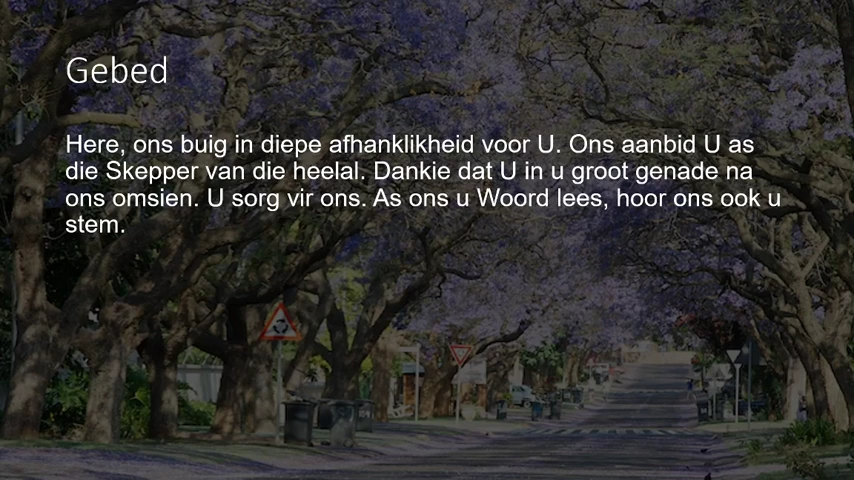 Gebed
Here, ons buig in diepe afhanklikheid voor U. Ons aanbid U as
die Skepper van die heelal. Dankie dat U in u groot genade na
ons omsien. U sorg vir ons. As ons u Woord lees, hoor ons ook u
stem.